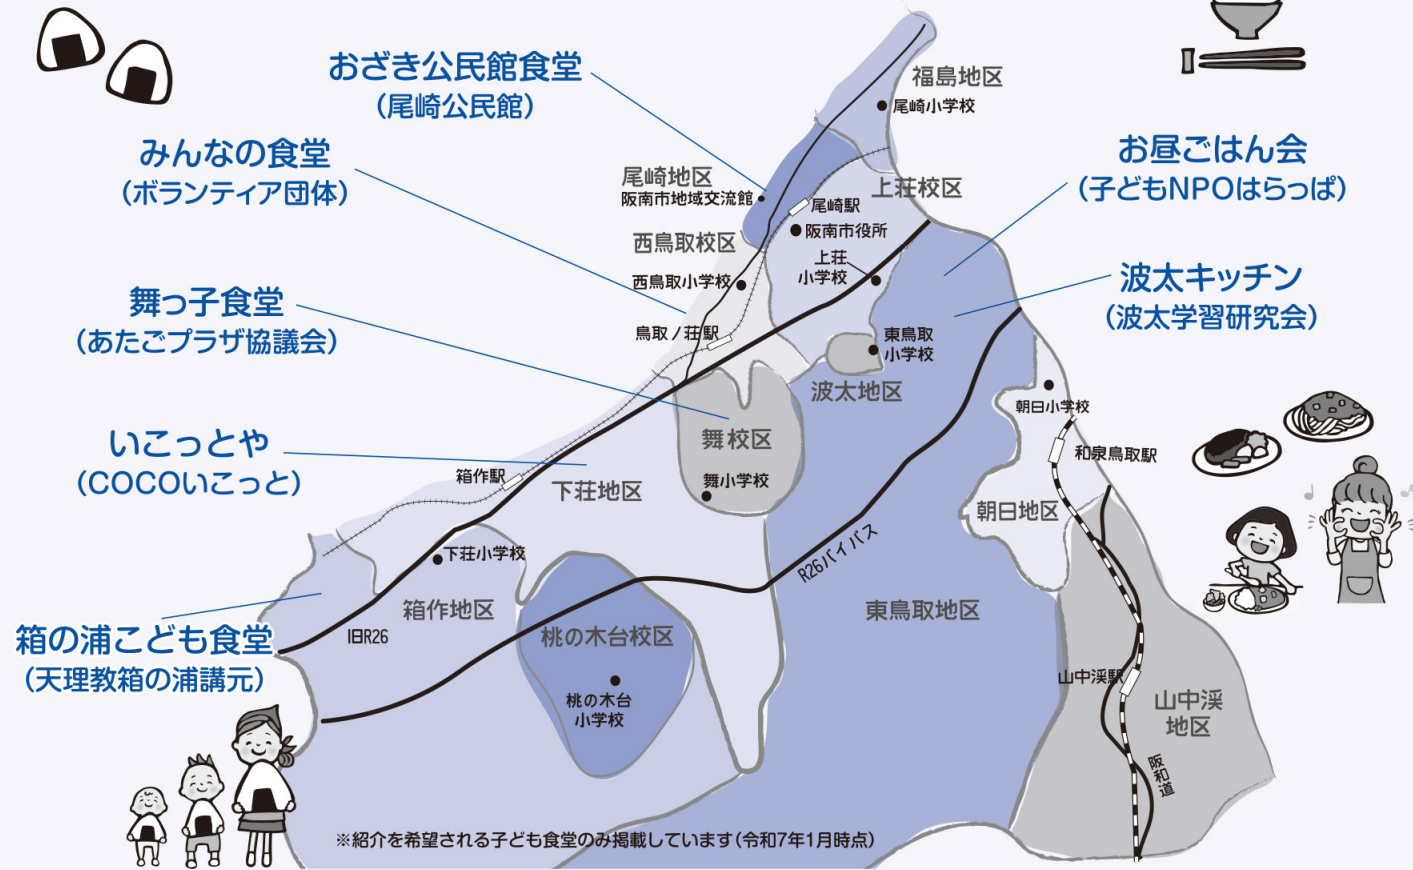 おざき公民館食堂
(尾崎公民館)
みんなの食堂
(ボランティア団体)
舞っ子食堂
(あたごプラザ協議会)
いこっとや
(COCOいこっと)
箱の浦こども食堂
(天理教箱の浦講元)
お昼ごはん会
(子どもNPOはらっぱ)
波太キッチン
(波太学習研究会)
福島地区
尾崎小学校
尾崎地区
阪南市地域交流館
上荘校区
尾崎駅
阪南市役所
西鳥取校区
上荘
小学校
西鳥取小学校
鳥取ノ荘駅
東鳥取
小学校
波太地区
朝日小学校
舞校区
和泉鳥取駅
舞小学校
箱作駅
下荘地区
朝日地区
下荘小学校
R26バイパス
箱作地区
東鳥取地区
旧R26
桃の木台校区
桃の木台
小学校
山中渓駅
山中渓
地区
阪和道
※紹介を希望される子ども食堂のみ掲載しています(令和7年1月時点)